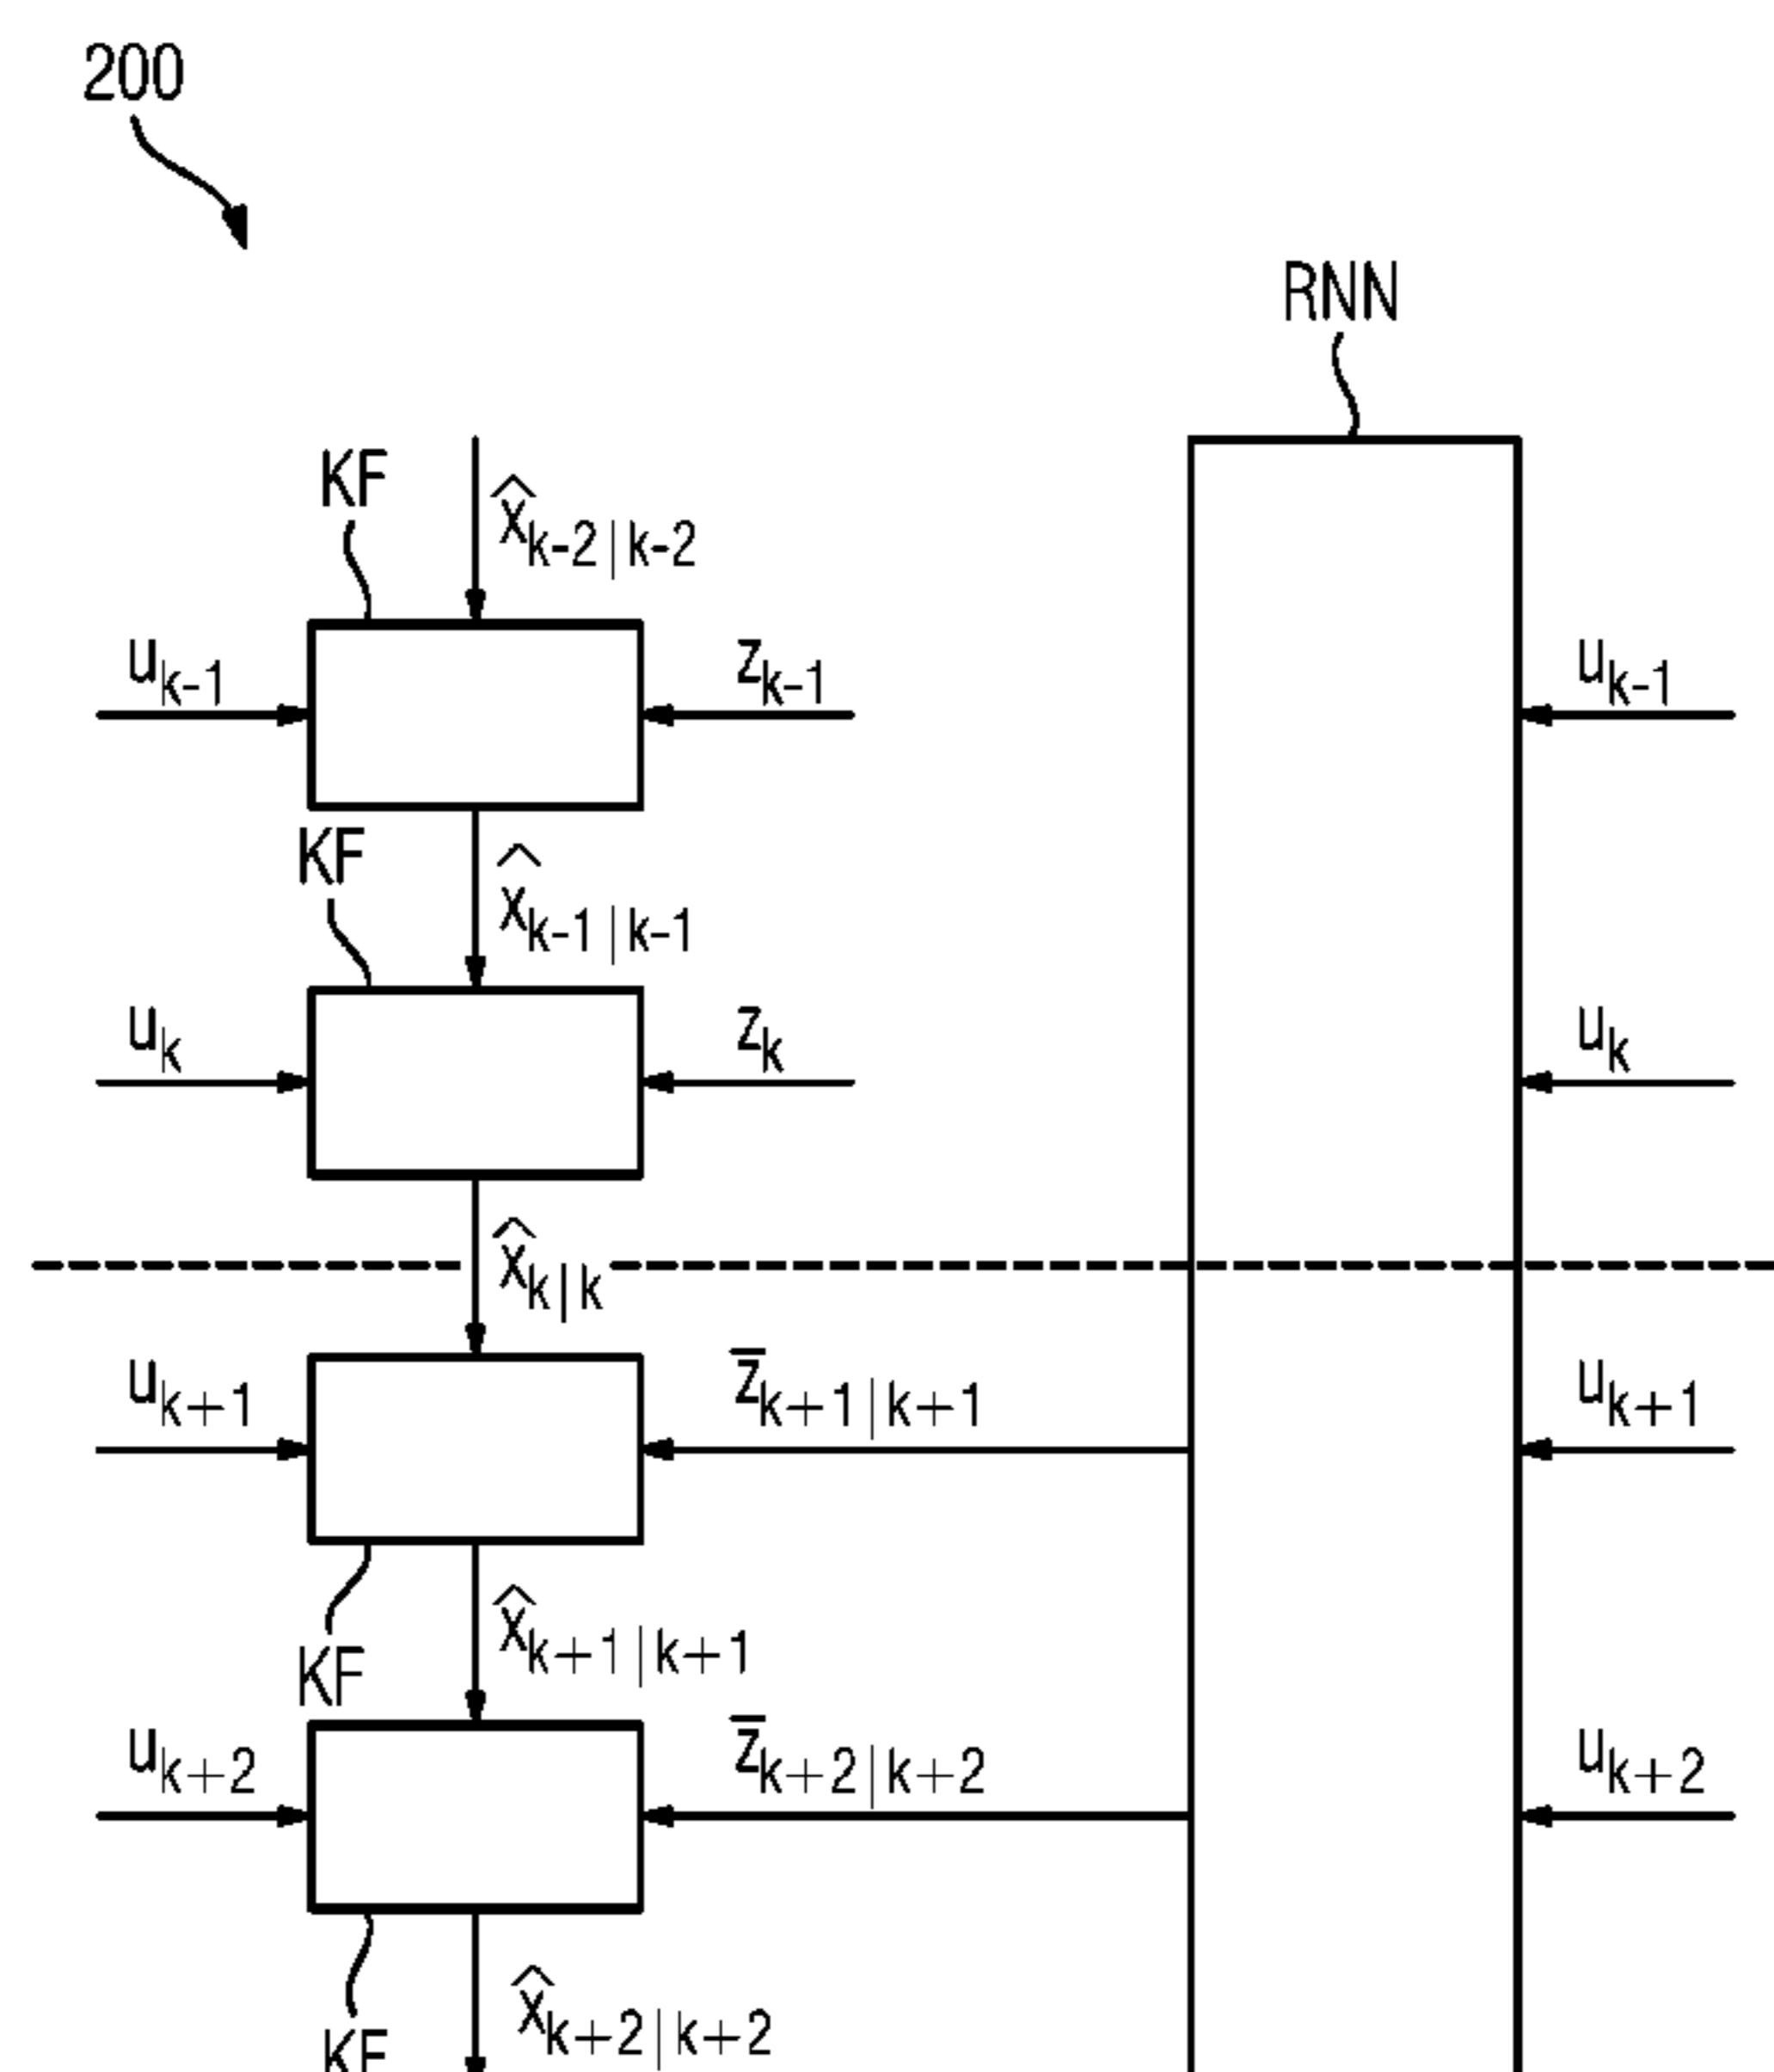 200
RNN
KF
x̂k-2|k-2
uk-1
zk-1
uk-1
KF
x̂k-1|k-1
uk
zk
uk
x̂k|k
uk+1
z̄k+1|k+1
uk+1
x̂k+1|k+1
KF
uk+2
z̄k+2|k+2
uk+2
x̂k+2|k+2
KF